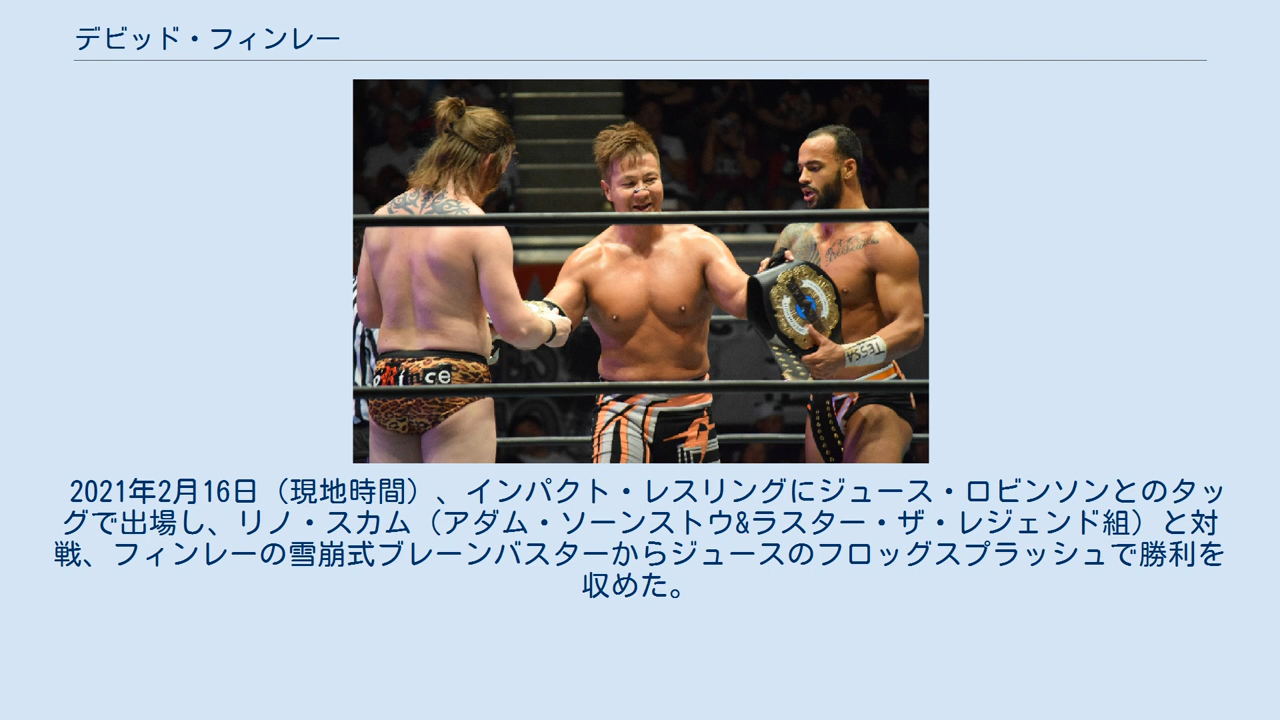 デビッド・フィンレー
TESSA
2021年2月16日（現地時間）、インパクト・レスリングにジュース・ロビンソンとのタッ
グで出場し、リノ・スカム（アダム・ソーンストウ&ラスター・ザ・レジェンド組）と対
戦、フィンレーの雪崩式ブレーンバスターからジュースのフロッグスプラッシュで勝利を
収めた。